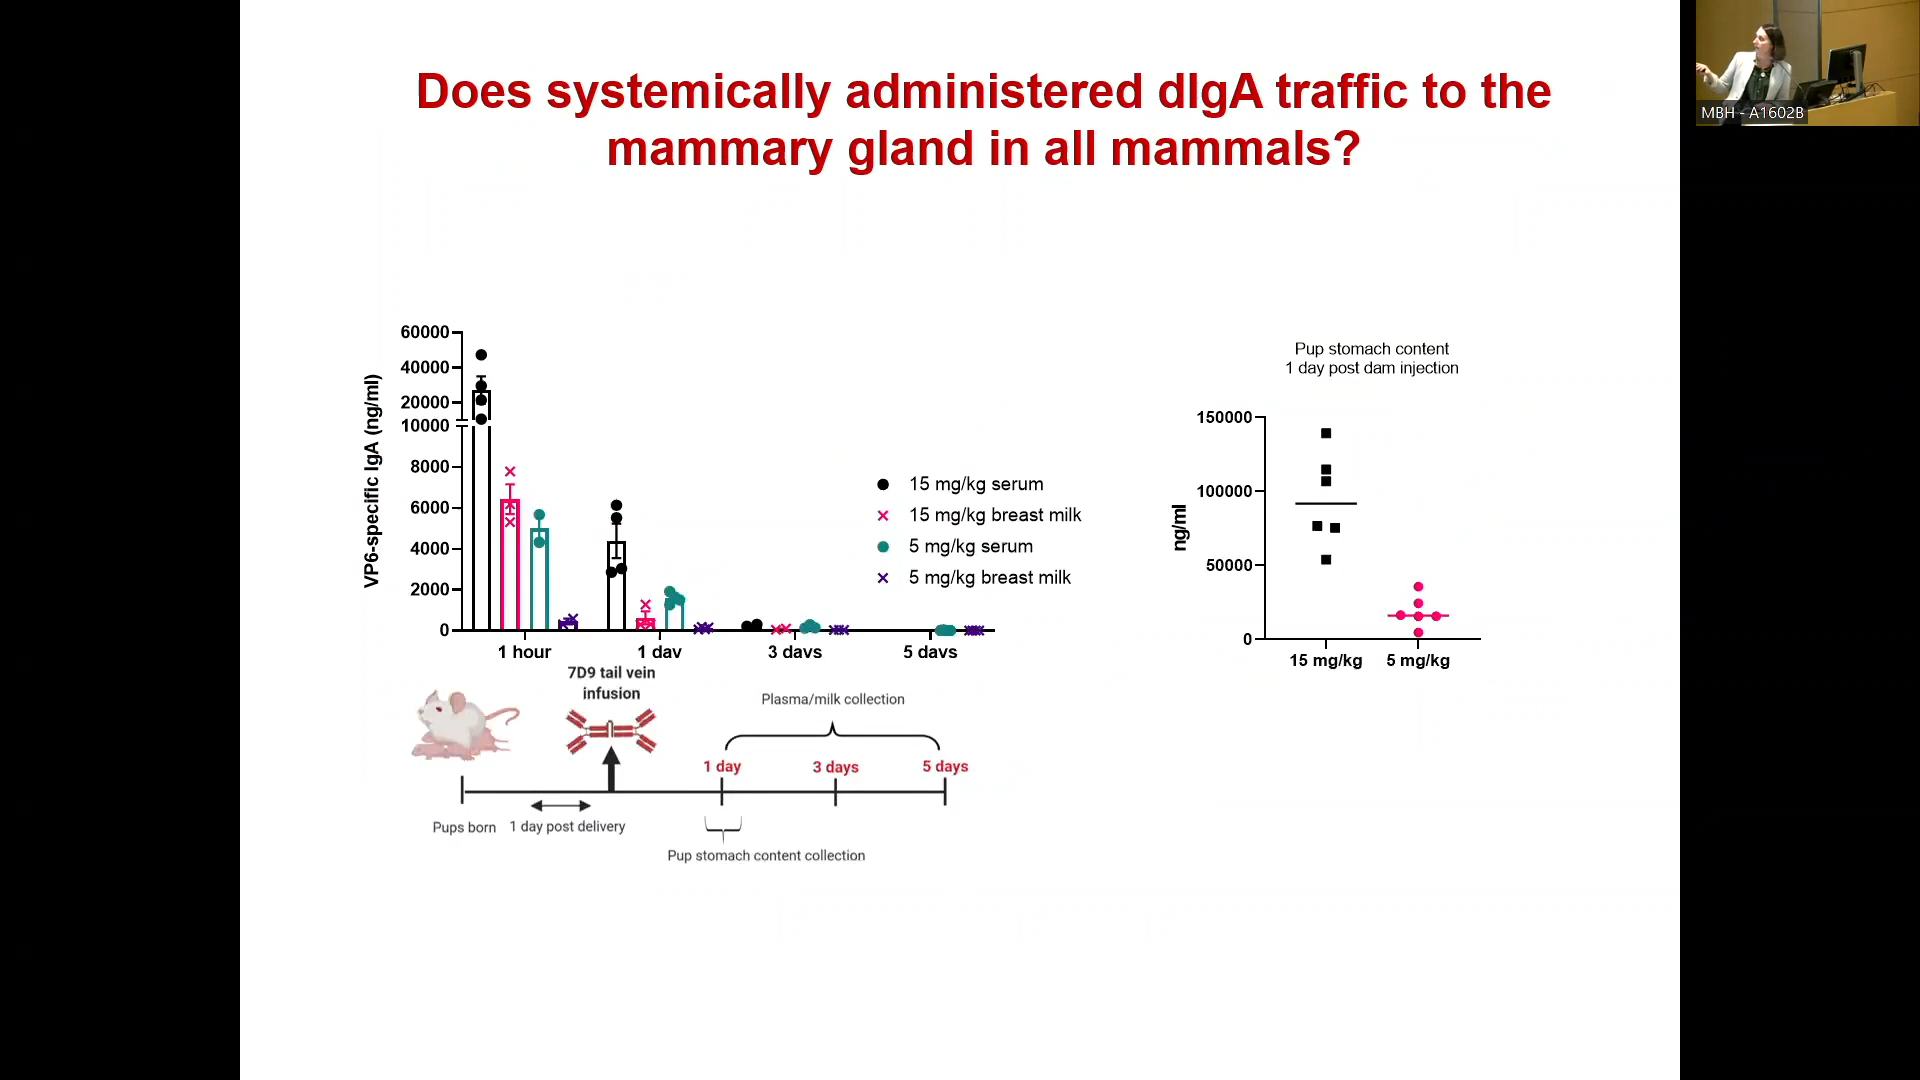 Does systemically administered dIgA traffic to the
mammary gland in all mammals?
MBH - A1602B
VP6-specific IgA (ng/ml)
60000
40000
20000
10000
8000
6000
4000
2000
0
1 hour
1 day
3 days
5 days
15 mg/kg serum
15 mg/kg breast milk
5 mg/kg serum
5 mg/kg breast milk
Pup stomach content
1 day post dam injection
ng/ml
150000
100000
50000
0
15 mg/kg
5 mg/kg
7D9 tail vein
infusion
Plasma/milk collection
1 day
3 days
5 days
Pups born
1 day post delivery
Pup stomach content collection